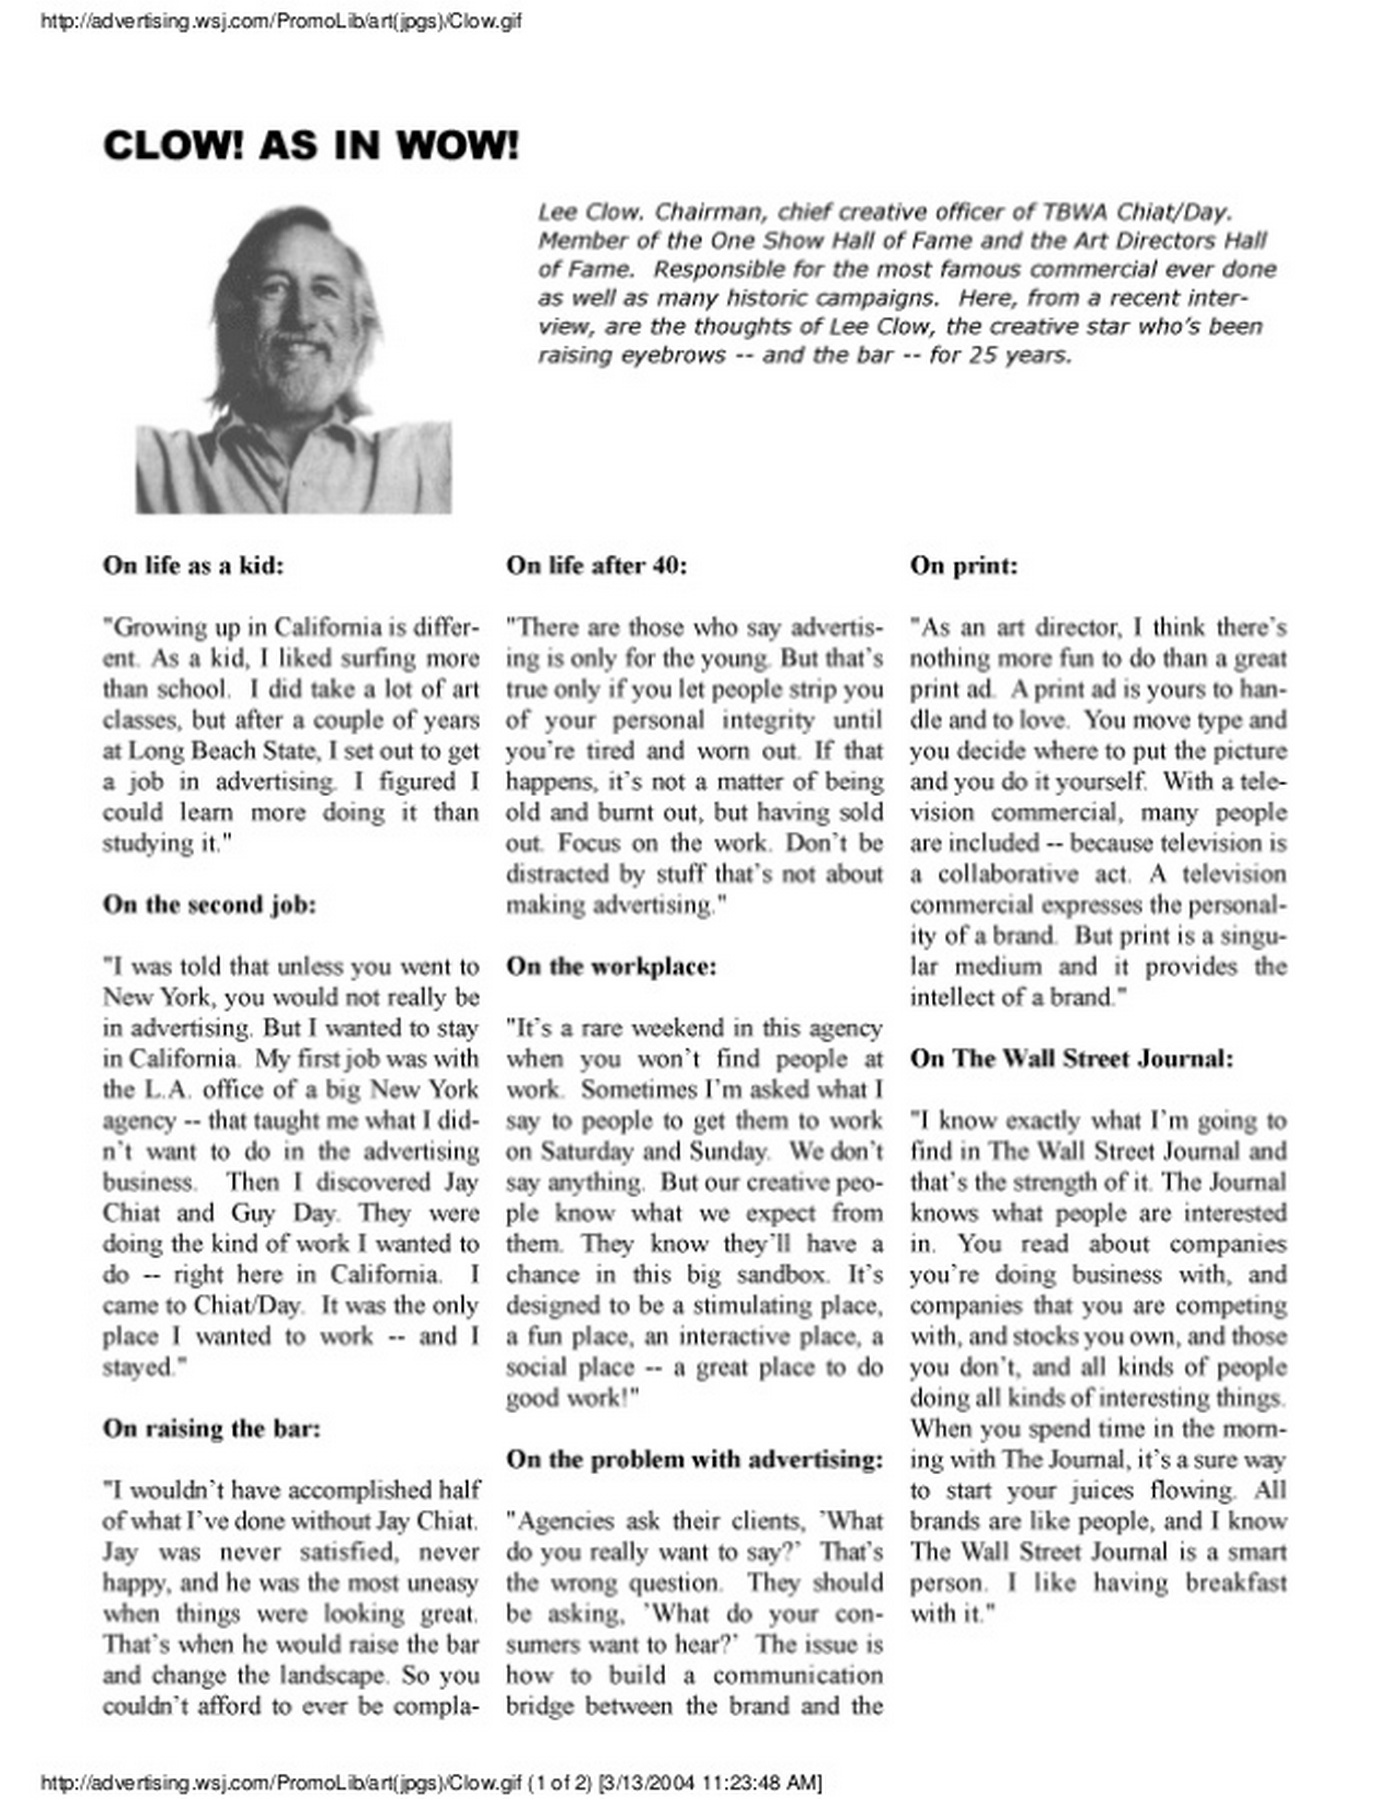 http://advertising.wsj.com/PromoLib/art(jpgs)/Clow.gif
CLOW! AS IN WOW!
Lee Clow. Chairman, chief creative officer of TBWA Chiat/Day.
Member of the One Show Hall of Fame and the Art Directors Hall
of Fame. Responsible for the most famous commercial ever done
as well as many historic campaigns. Here, from a recent inter-
view, are the thoughts of Lee Clow, the creative star who's been
raising eyebrows -- and the bar -- for 25 years.
On life as a kid:
"Growing up in California is differ-
ent. As a kid, I liked surfing more
than school. I did take a lot of art
classes, but after a couple of years
at Long Beach State, I set out to get
a job in advertising. I figured I
could learn more doing it than
studying it."
On the second job:
"I was told that unless you went to
New York, you would not really be
in advertising. But I wanted to stay
in California. My first job was with
the L.A. office of a big New York
agency -- that taught me what I did-
n't want to do in the advertising
business. Then I discovered Jay
Chiat and Guy Day. They were
doing the kind of work I wanted to
do -- right here in California. I
came to Chiat/Day. It was the only
place I wanted to work -- and I
stayed."
On raising the bar:
"I wouldn't have accomplished half
of what I've done without Jay Chiat.
Jay was never satisfied, never
happy, and he was the most uneasy
when things were looking great.
That's when he would raise the bar
and change the landscape. So you
couldn't afford to ever be compla-
On life after 40:
"There are those who say advertis-
ing is only for the young. But that's
true only if you let people strip you
of your personal integrity until
you're tired and worn out. If that
happens, it's not a matter of being
old and burnt out, but having sold
out. Focus on the work. Don't be
distracted by stuff that's not about
making advertising."
On the workplace:
"It's a rare weekend in this agency
when you won't find people at
work. Sometimes I'm asked what I
say to people to get them to work
on Saturday and Sunday. We don't
say anything. But our creative peo-
ple know what we expect from
them. They know they'll have a
chance in this big sandbox. It's
designed to be a stimulating place,
a fun place, an interactive place, a
social place -- a great place to do
good work!"
On the problem with advertising:
"Agencies ask their clients, 'What
do you really want to say?' That's
the wrong question. They should
be asking, 'What do your con-
sumers want to hear?' The issue is
how to build a communication
bridge between the brand and the
On print:
"As an art director, I think there's
nothing more fun to do than a great
print ad. A print ad is yours to han-
dle and to love. You move type and
you decide where to put the picture
and you do it yourself. With a tele-
vision commercial, many people
are included -- because television is
a collaborative act. A television
commercial expresses the personal-
ity of a brand. But print is a singu-
lar medium and it provides the
intellect of a brand."
On The Wall Street Journal:
"I know exactly what I'm going to
find in The Wall Street Journal and
that's the strength of it. The Journal
knows what people are interested
in. You read about companies
you're doing business with, and
companies that you are competing
with, and stocks you own, and those
you don't, and all kinds of people
doing all kinds of interesting things.
When you spend time in the morn-
ing with The Journal, it's a sure way
to start your juices flowing. All
brands are like people, and I know
The Wall Street Journal is a smart
person. I like having breakfast
with it."
http://advertising.wsj.com/PromoLib/art(jpgs)/Clow.gif (1 of 2) [3/13/2004 11:23:48 AM]